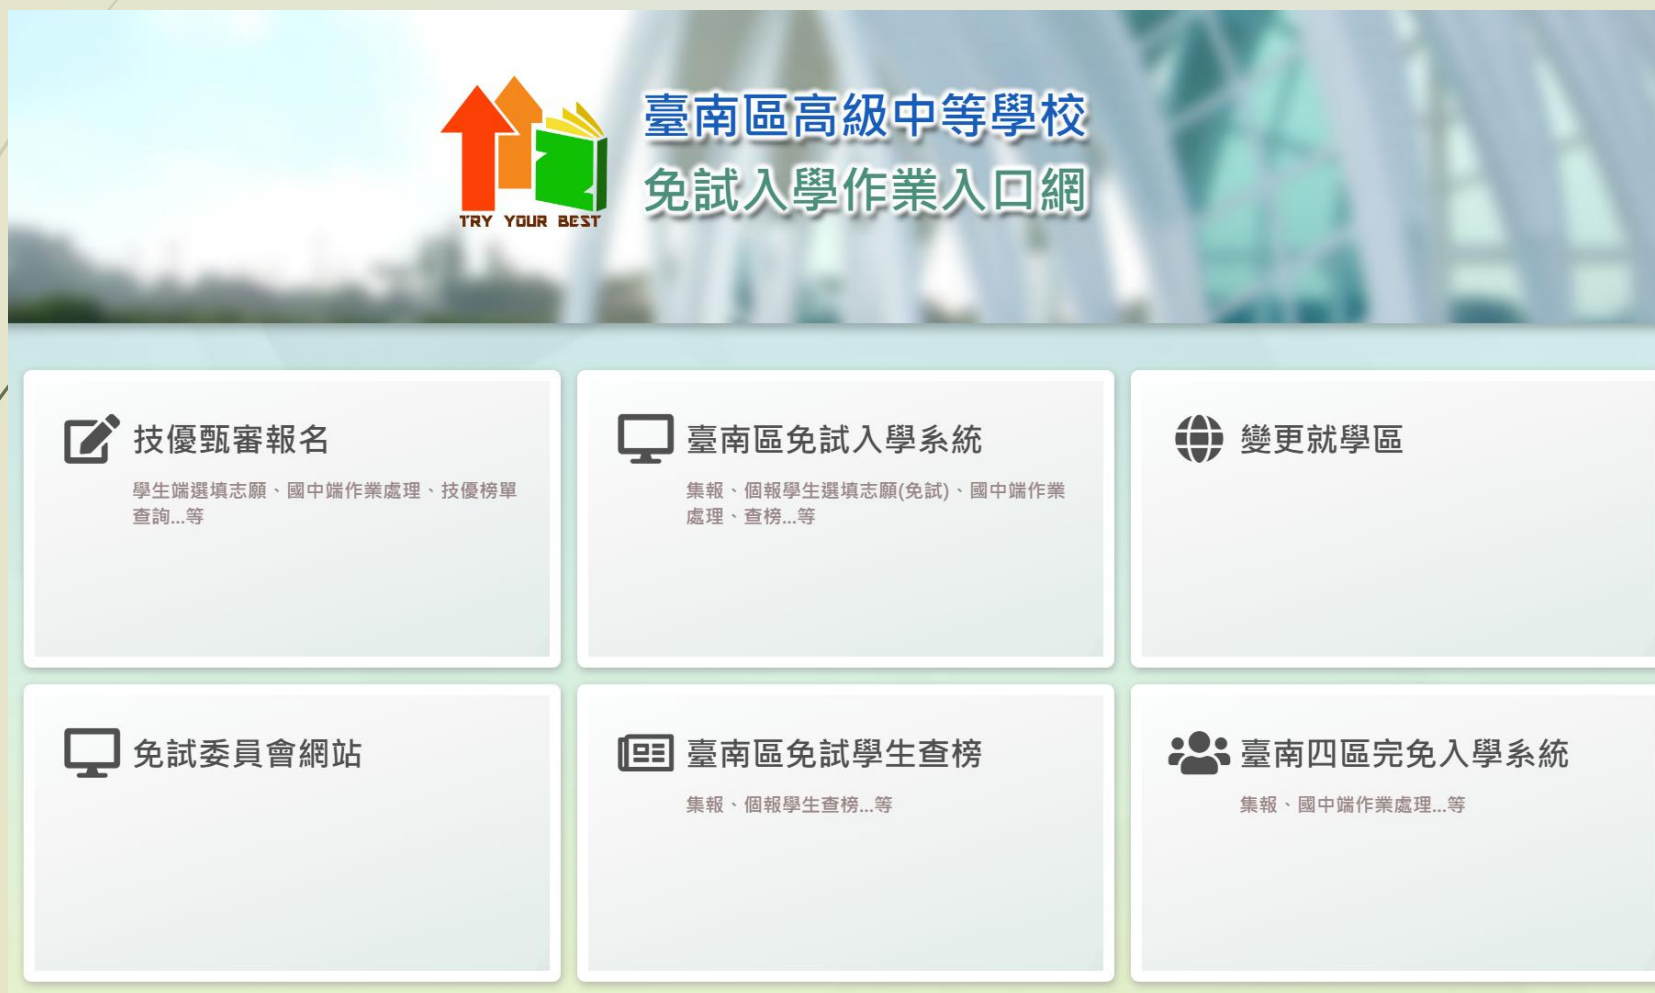 臺南區高級中等學校
免試入學作業入口網
TRY YOUR BEST
技優甄審報名
學生端選填志願、國中端作業處理、技優榜單
查詢...等
臺南區免試入學系統
集報、個報學生選填志願(免試)、國中端作業
處理、查榜...等
變更就學區
免試委員會網站
臺南區免試學生查榜
集報、個報學生查榜...等
臺南四區完免入學系統
集報、國中端作業處理...等